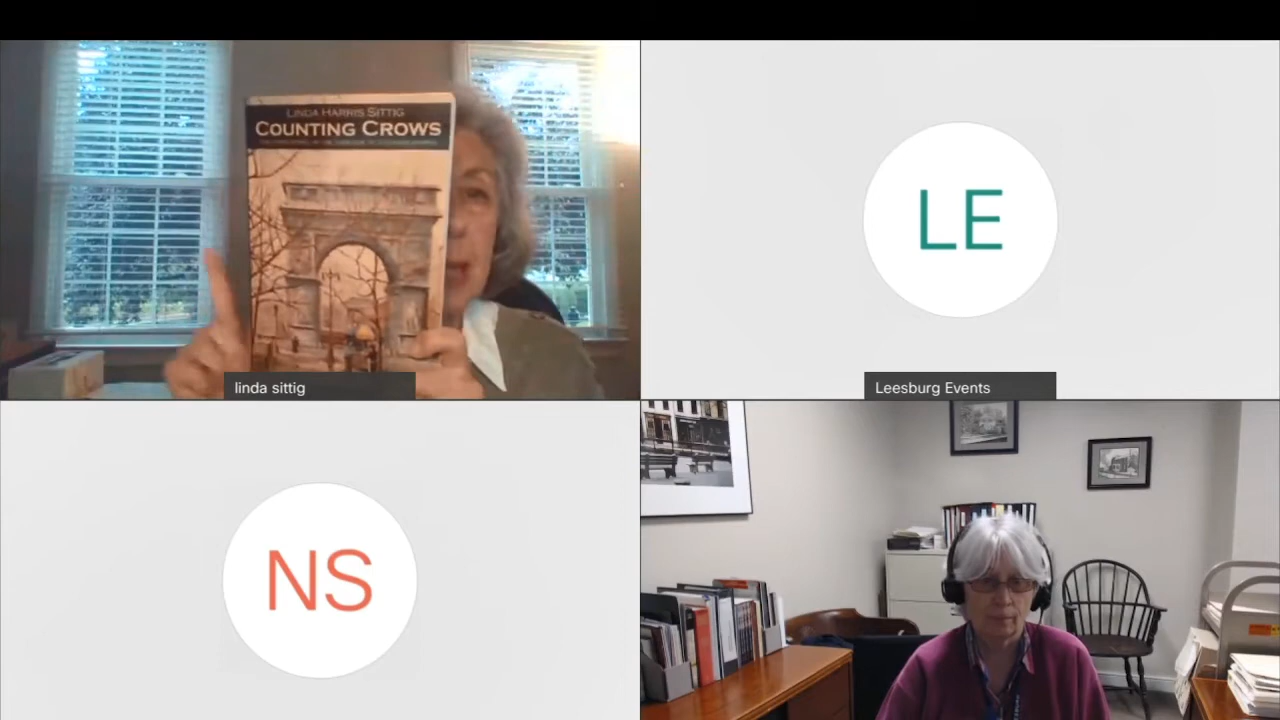 LINDA HARRIS SITTIG
COUNTING CROWS
linda sittig
LE
Leesburg Events
NS